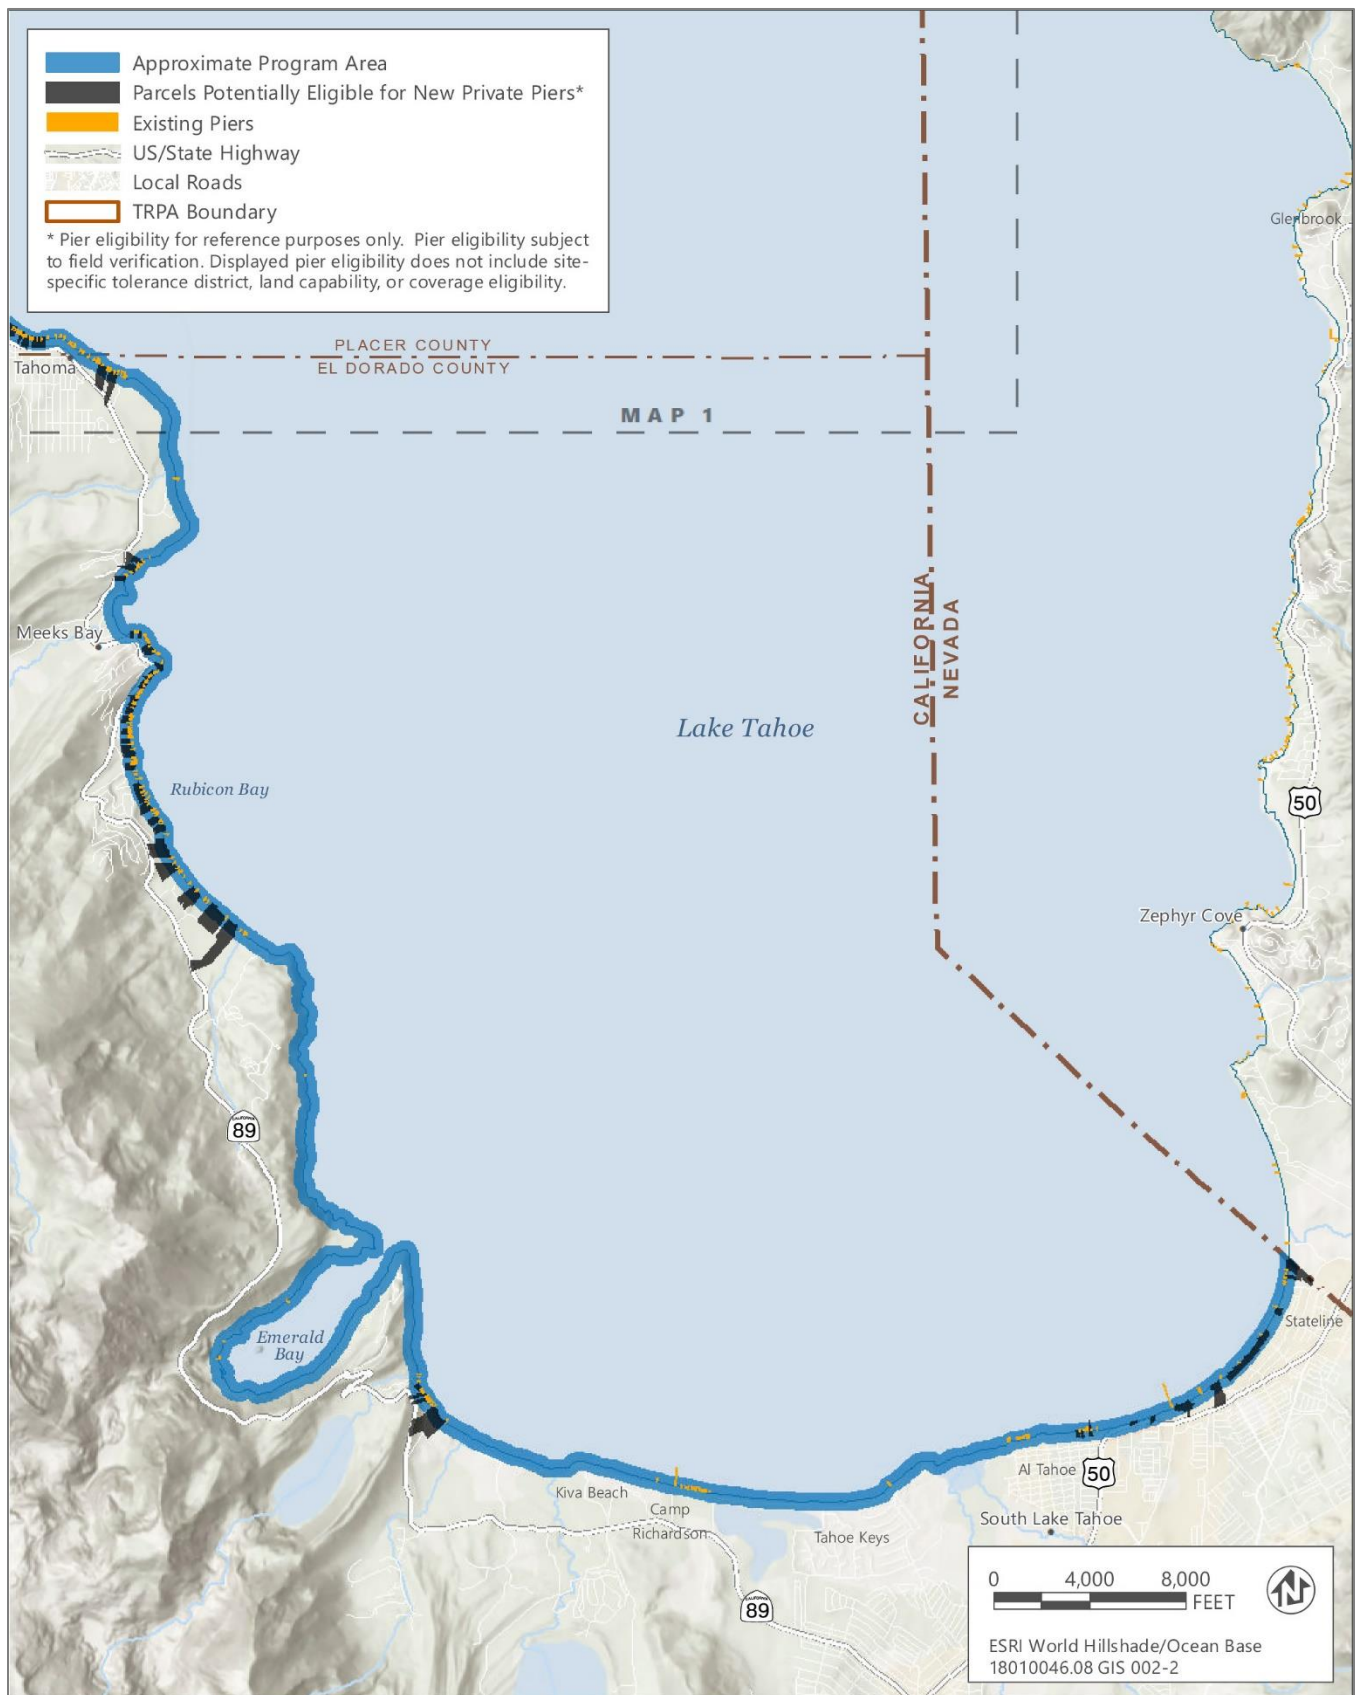 Approximate Program Area
Parcels Potentially Eligible for New Private Piers*
Existing Piers
US/State Highway
Local Roads
TRPA Boundary
* Pier eligibility for reference purposes only. Pier eligibility subject
to field verification. Displayed pier eligibility does not include site-
specific tolerance district, land capability, or coverage eligibility.
Glenbrook
PLACER COUNTY
EL DORADO COUNTY
Tahoma
MAP 1
CALIFORNIA
NEVADA
Meeks Bay
Lake Tahoe
Rubicon Bay
50
Zephyr Cove
CALIFORNIA
89
Stateline
Emerald
Bay
Al Tahoe
50
Kiva Beach
Camp
Richardson
South Lake Tahoe
Tahoe Keys
CALIFORNIA
89
0 4,000 8,000
FEET
N
ESRI World Hillshade/Ocean Base
18010046.08 GIS 002-2